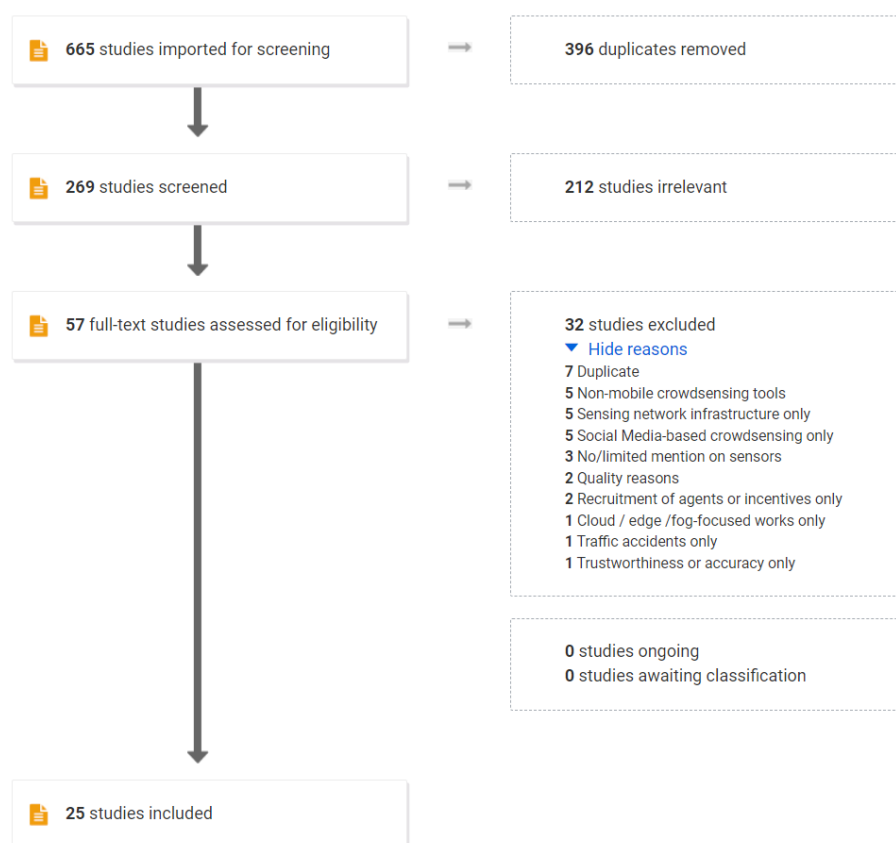 665 studies imported for screening
396 duplicates removed
269 studies screened
212 studies irrelevant
57 full-text studies assessed for eligibility
32 studies excluded
Hide reasons
7 Duplicate
5 Non-mobile crowdsensing tools
5 Sensing network infrastructure only
5 Social Media-based crowdsensing only
3 No/limited mention on sensors
2 Quality reasons
2 Recruitment of agents or incentives only
1 Cloud / edge /fog-focused works only
1 Traffic accidents only
1 Trustworthiness or accuracy only
0 studies ongoing
0 studies awaiting classification
25 studies included